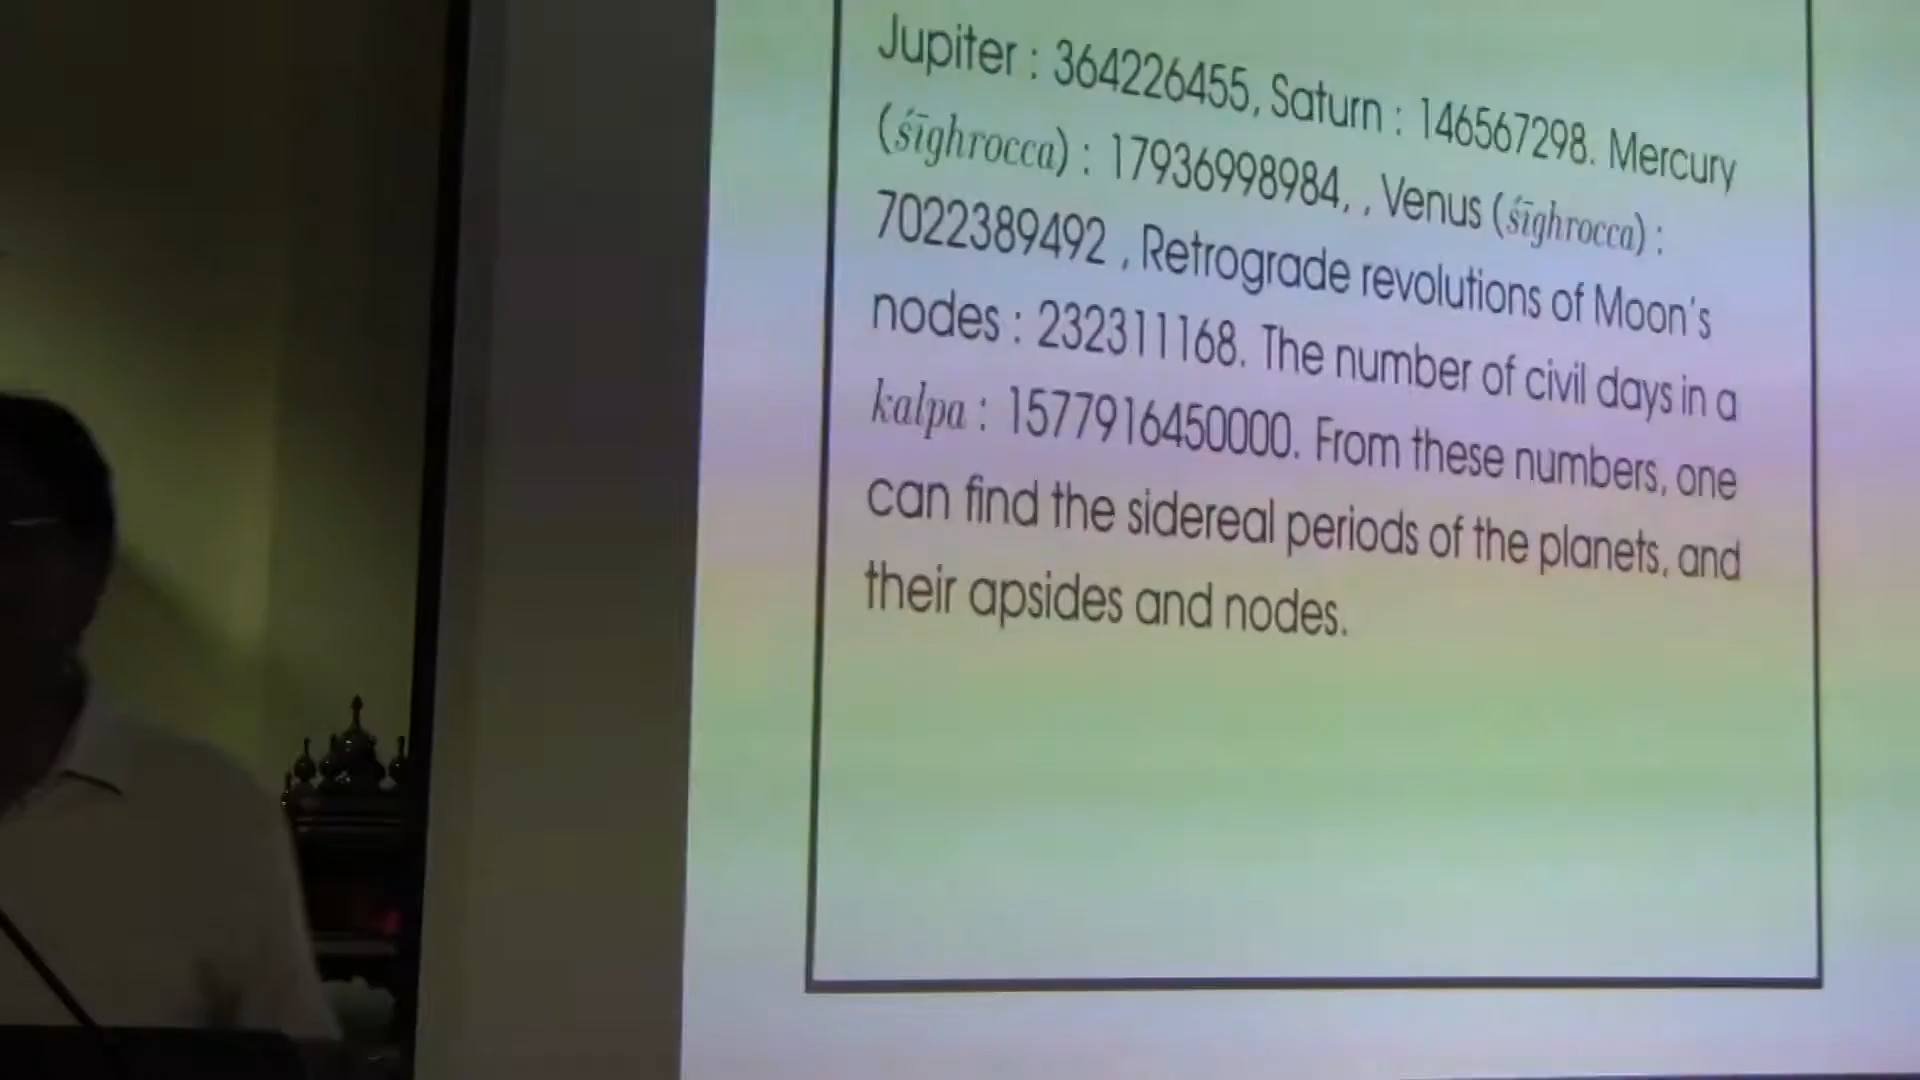 Jupiter : 364226455, Saturn : 146567298. Mercury
(śīghrocca) : 17936998984, , Venus (śīghrocca) :
7022389492 , Retrograde revolutions of Moon's
nodes : 232311168. The number of civil days in a
kalpa : 1577916450000. From these numbers, one
can find the sidereal periods of the planets, and
their apsides and nodes.